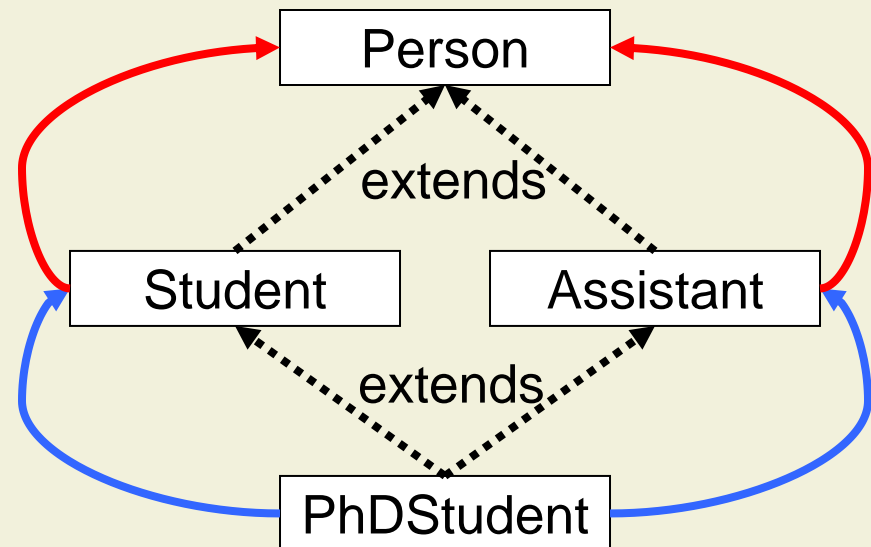 Person
extends
Student Assistant
extends
PhDStudent